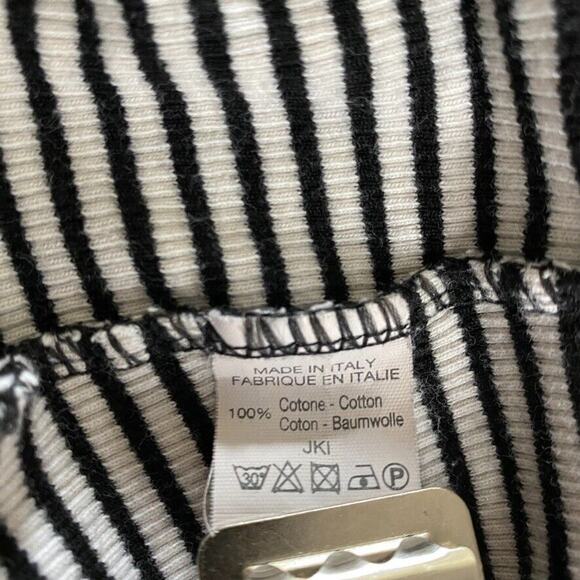 MADE IN ITALY
FABRIQUE EN ITALIE
100% Cotone - Cotton
Coton - Baumwolle
JKI
30° P